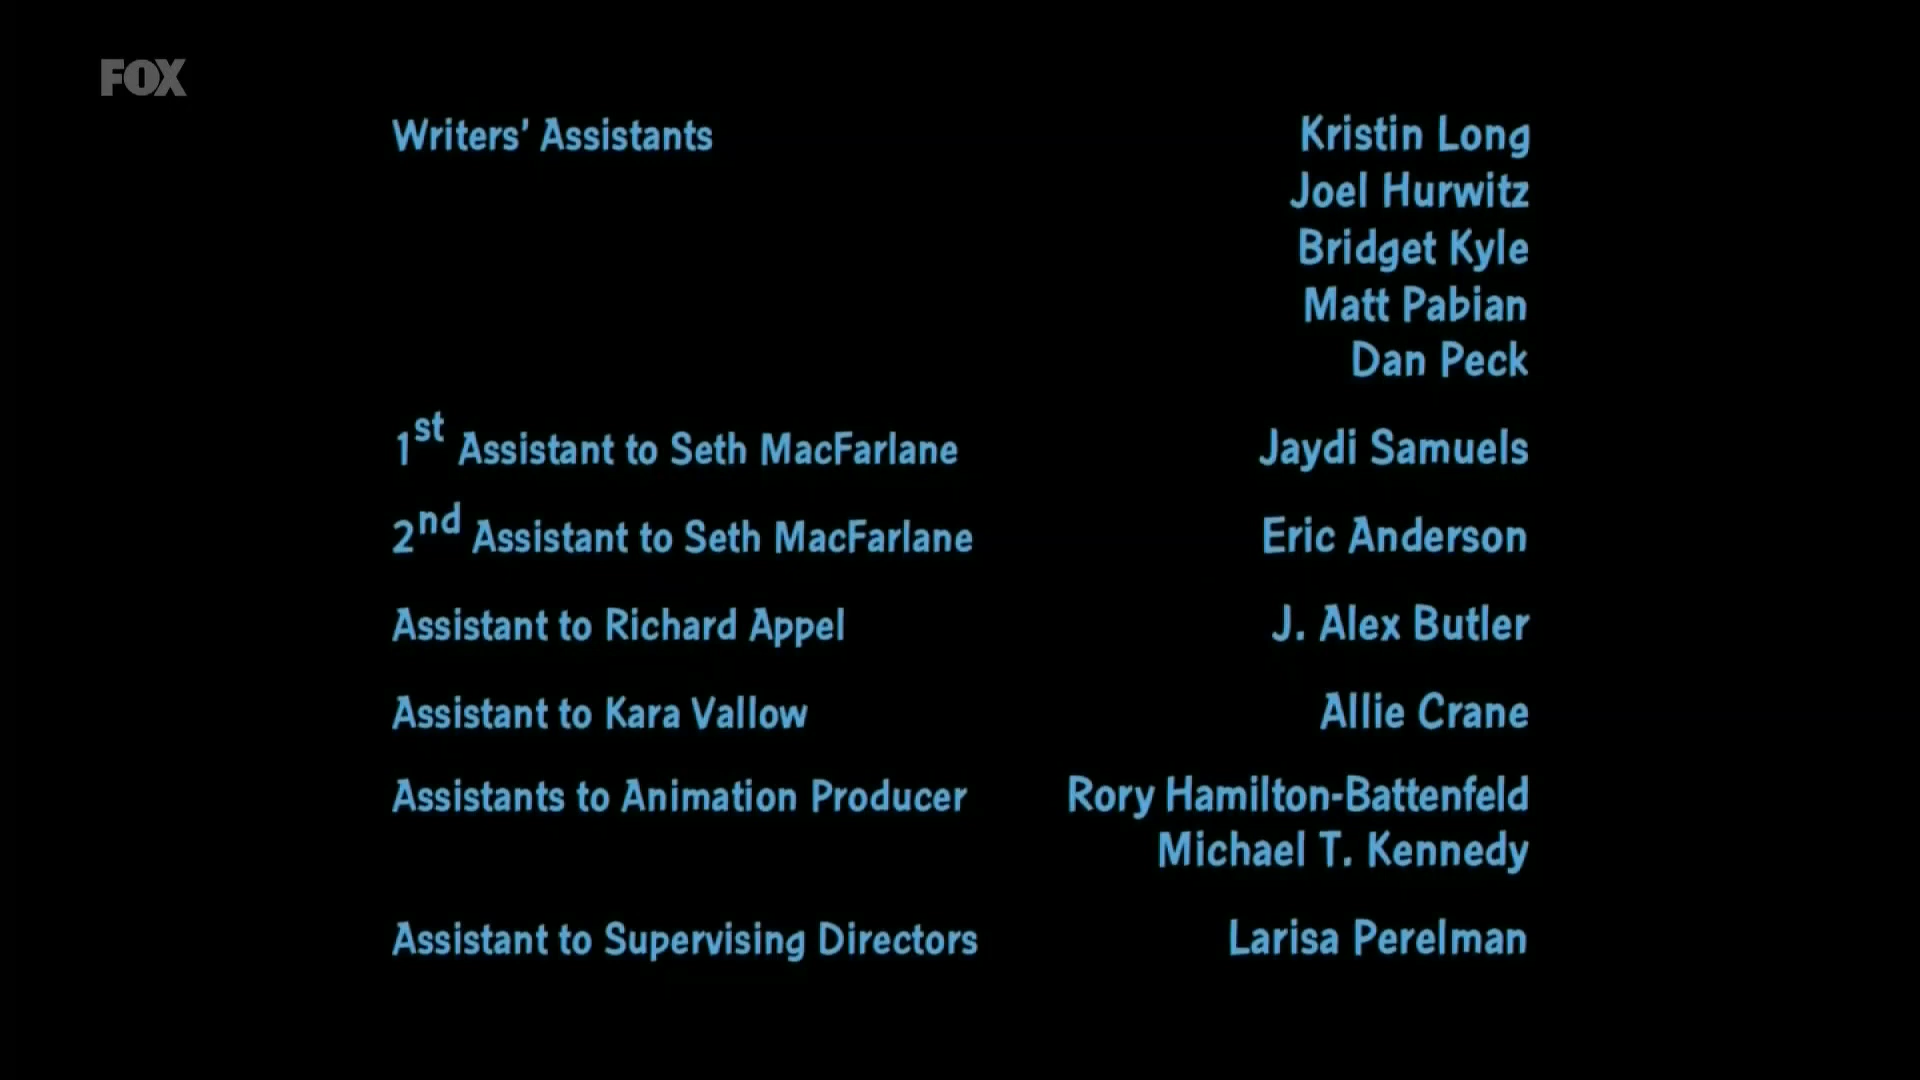 FOX
Writers’ Assistants Kristin Long
Joel Hurwitz
Bridget Kyle
Matt Pabian
Dan Peck
1st Assistant to Seth MacFarlane Jaydi Samuels
2nd Assistant to Seth MacFarlane Eric Anderson
Assistant to Richard Appel J. Alex Butler
Assistant to Kara Vallow Allie Crane
Assistants to Animation Producer Rory Hamilton-Battenfeld
Michael T. Kennedy
Assistant to Supervising Directors Larisa Perelman